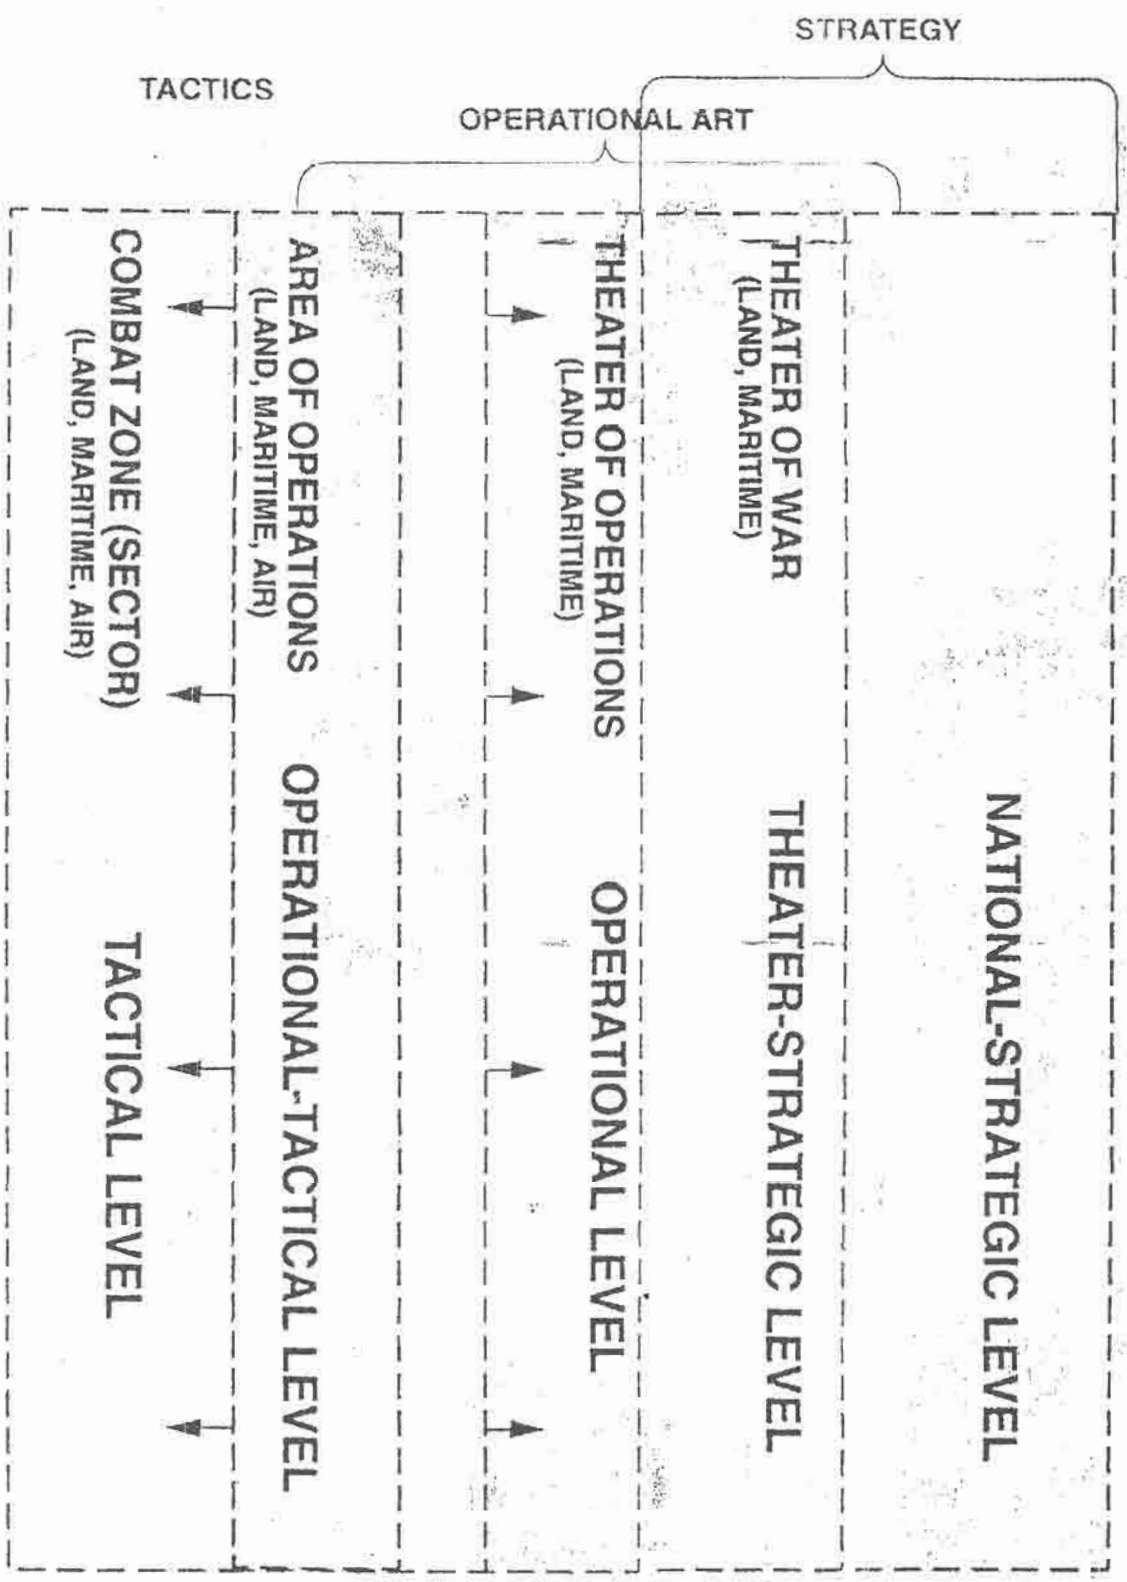 STRATEGY
TACTICS
OPERATIONAL ART
NATIONAL-STRATEGIC LEVEL
THEATER OF WAR
(LAND, MARITIME)
THEATER-STRATEGIC LEVEL
THEATER OF OPERATIONS
(LAND, MARITIME)
OPERATIONAL LEVEL
AREA OF OPERATIONS
(LAND, MARITIME, AIR)
OPERATIONAL-TACTICAL LEVEL
COMBAT ZONE (SECTOR)
(LAND, MARITIME, AIR)
TACTICAL LEVEL